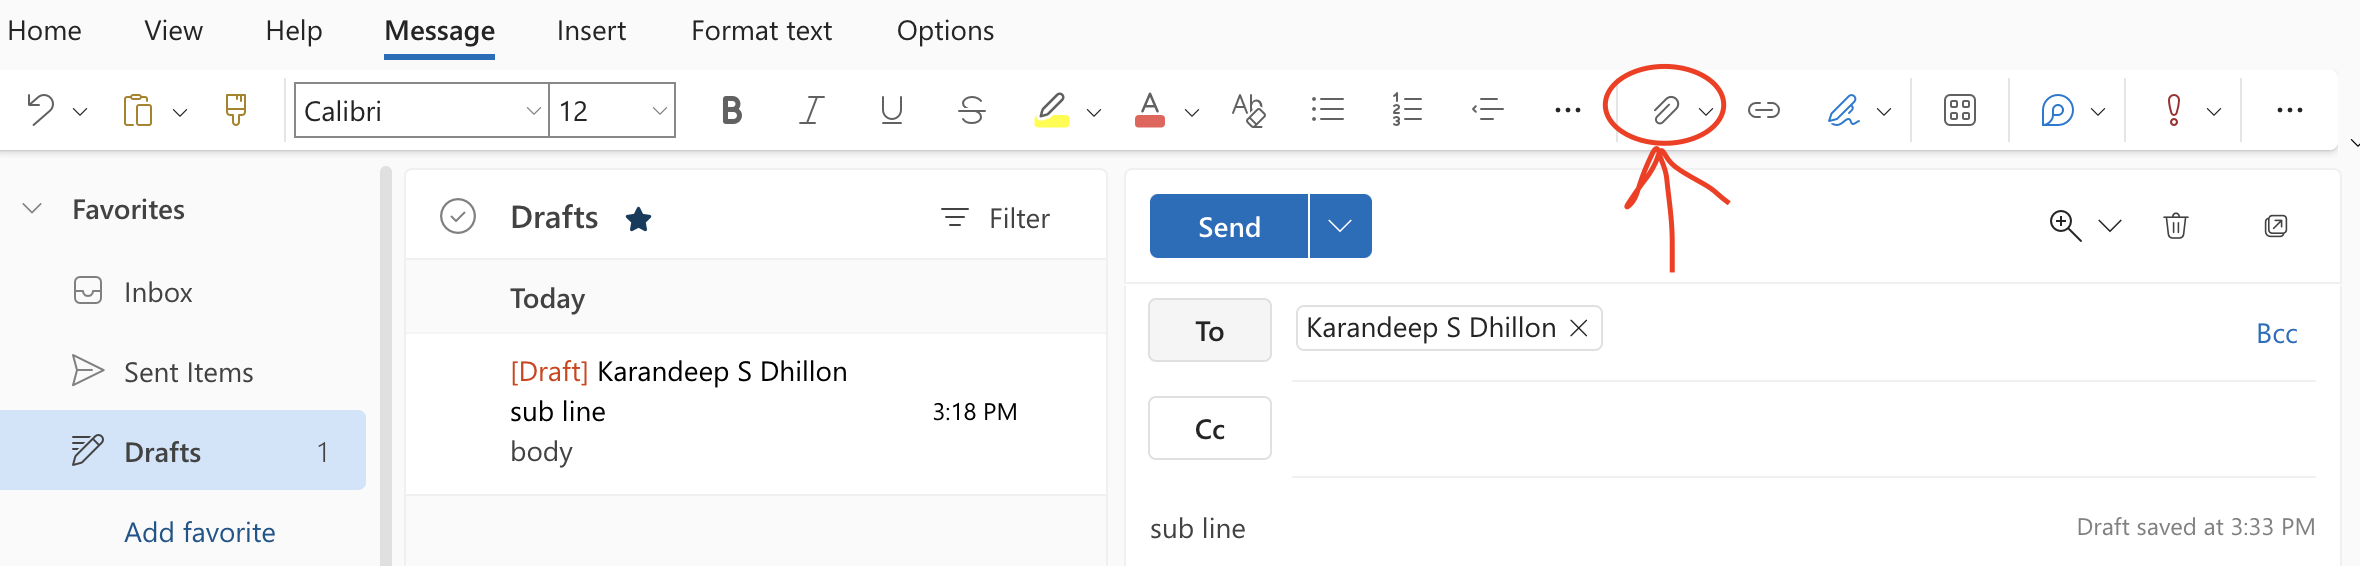 Home View Help Message Insert Format text Options
Calibri 12
Favorites
Inbox
Sent Items
Drafts 1
Add favorite
Drafts Filter
Today
[Draft] Karandeep S Dhillon
sub line 3:18 PM
body
Send
To Karandeep S Dhillon Bcc
Cc
sub line Draft saved at 3:33 PM